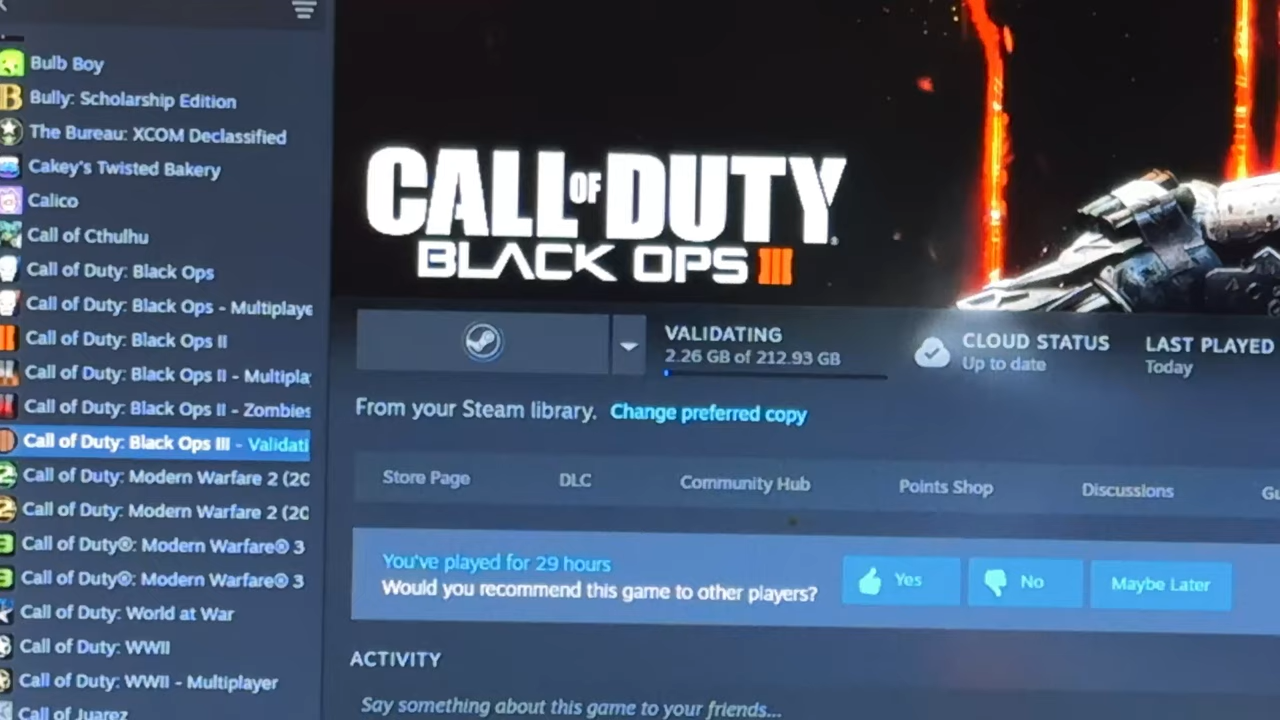 Bulb Boy
Bully: Scholarship Edition
The Bureau: XCOM Declassified
Cakey's Twisted Bakery
Calico
Call of Cthulhu
Call of Duty: Black Ops
Call of Duty: Black Ops - Multiplaye
Call of Duty: Black Ops II
Call of Duty: Black Ops II - Multipla
Call of Duty: Black Ops II - Zombies
Call of Duty: Black Ops III - Validati
Call of Duty: Modern Warfare 2 (20
Call of Duty: Modern Warfare 2 (20
Call of Duty®: Modern Warfare® 3
Call of Duty®: Modern Warfare® 3
Call of Duty: World at War
Call of Duty: WWII
Call of Duty: WWII - Multiplayer
Call of Juarez
CALL OF DUTY®
BLACK OPS III
VALIDATING
2.26 GB of 212.93 GB
CLOUD STATUS
Up to date
LAST PLAYED
Today
From your Steam library. Change preferred copy
Store Page DLC Community Hub Points Shop Discussions Gu
You've played for 29 hours
Would you recommend this game to other players?
Yes No Maybe Later
ACTIVITY
Say something about this game to your friends...